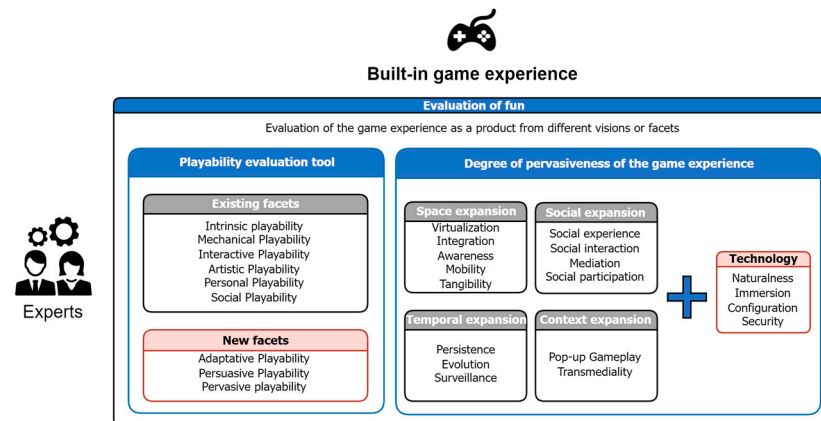 Built-in game experience
Evaluation of fun
Evaluation of the game experience as a product from different visions or facets
Experts
Playability evaluation tool
Existing facets
Intrinsic playability
Mechanical Playability
Interactive Playability
Artistic Playability
Personal Playability
Social Playability
New facets
Adaptative Playability
Persuasive Playability
Pervasive playability
Degree of pervasiveness of the game experience
Space expansion
Virtualization
Integration
Awareness
Mobility
Tangibility
Social expansion
Social experience
Social interaction
Mediation
Social participation
Temporal expansion
Persistence
Evolution
Surveillance
Context expansion
Pop-up Gameplay
Transmediality
Technology
Naturalness
Immersion
Configuration
Security